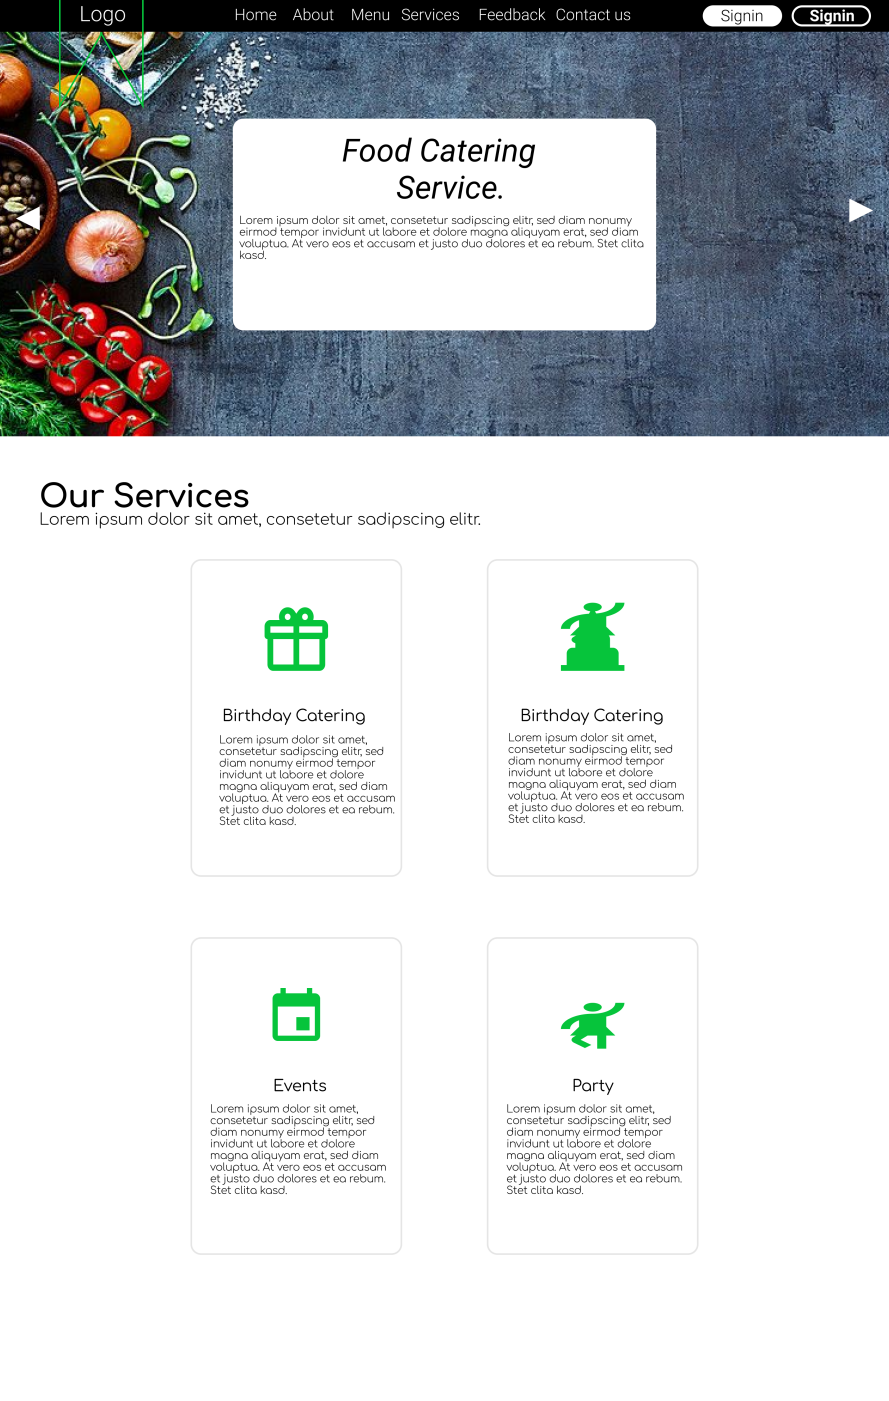 Logo
Home About Menu Services Feedback Contact us
Signin
Signin
Food Catering
Service.
Lorem ipsum dolor sit amet, consetetur sadipscing elitr, sed diam nonumy
eirmod tempor invidunt ut labore et dolore magna aliquyam erat, sed diam
voluptua. At vero eos et accusam et justo duo dolores et ea rebum. Stet clita
kasd.
Our Services
Lorem ipsum dolor sit amet, consetetur sadipscing elitr.
Birthday Catering
Lorem ipsum dolor sit amet,
consetetur sadipscing elitr, sed
diam nonumy eirmod tempor
invidunt ut labore et dolore
magna aliquyam erat, sed diam
voluptua. At vero eos et accusam
et justo duo dolores et ea rebum.
Stet clita kasd.
Birthday Catering
Lorem ipsum dolor sit amet,
consetetur sadipscing elitr, sed
diam nonumy eirmod tempor
invidunt ut labore et dolore
magna aliquyam erat, sed diam
voluptua. At vero eos et accusam
et justo duo dolores et ea rebum.
Stet clita kasd.
Events
Lorem ipsum dolor sit amet,
consetetur sadipscing elitr, sed
diam nonumy eirmod tempor
invidunt ut labore et dolore
magna aliquyam erat, sed diam
voluptua. At vero eos et accusam
et justo duo dolores et ea rebum.
Stet clita kasd.
Party
Lorem ipsum dolor sit amet,
consetetur sadipscing elitr, sed
diam nonumy eirmod tempor
invidunt ut labore et dolore
magna aliquyam erat, sed diam
voluptua. At vero eos et accusam
et justo duo dolores et ea rebum.
Stet clita kasd.